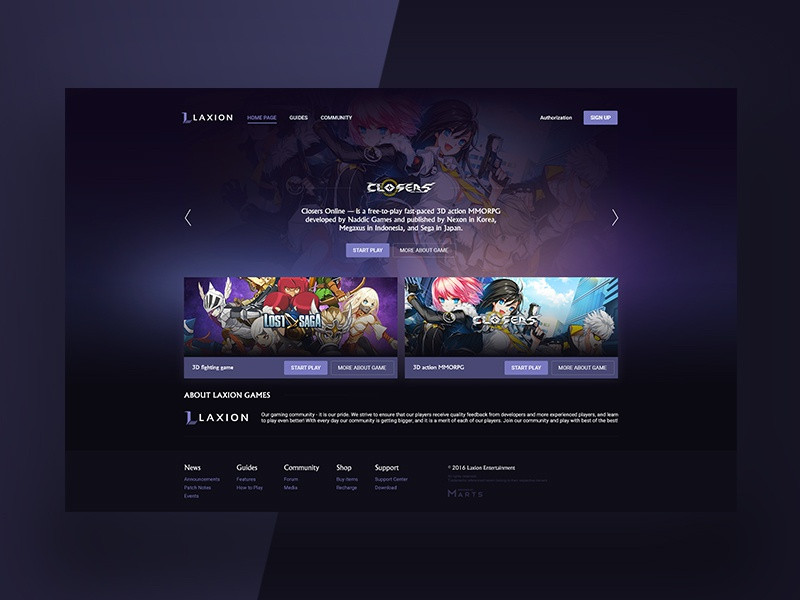 LAXION
HOME PAGE
GUIDES
COMMUNITY
Authorization
SIGN UP
CLOSERS
Closers Online — is a free-to-play fast-paced 3D action MMORPG
developed by Naddic Games and published by Nexon in Korea,
Megaxus in Indonesia, and Sega in Japan.
START PLAY
MORE ABOUT GAME
LOST SAGA
CLOSERS
3D fighting game
START PLAY
MORE ABOUT GAME
3D action MMORPG
START PLAY
MORE ABOUT GAME
ABOUT LAXION GAMES
LAXION
Our gaming community - it is our pride. We strive to ensure that our players receive quality feedback from developers and more experienced players, and learn
to play even better! With every day our community is getting bigger, and it is a merit of each of our players. Join our community and play with best of the best!
News
Guides
Community
Shop
Support
© 2016 Laxion Entertainment
Announcements
Features
Forum
Buy Items
Support Center
Patch Notes
How to Play
Media
Recharge
Download
Events
MARTS